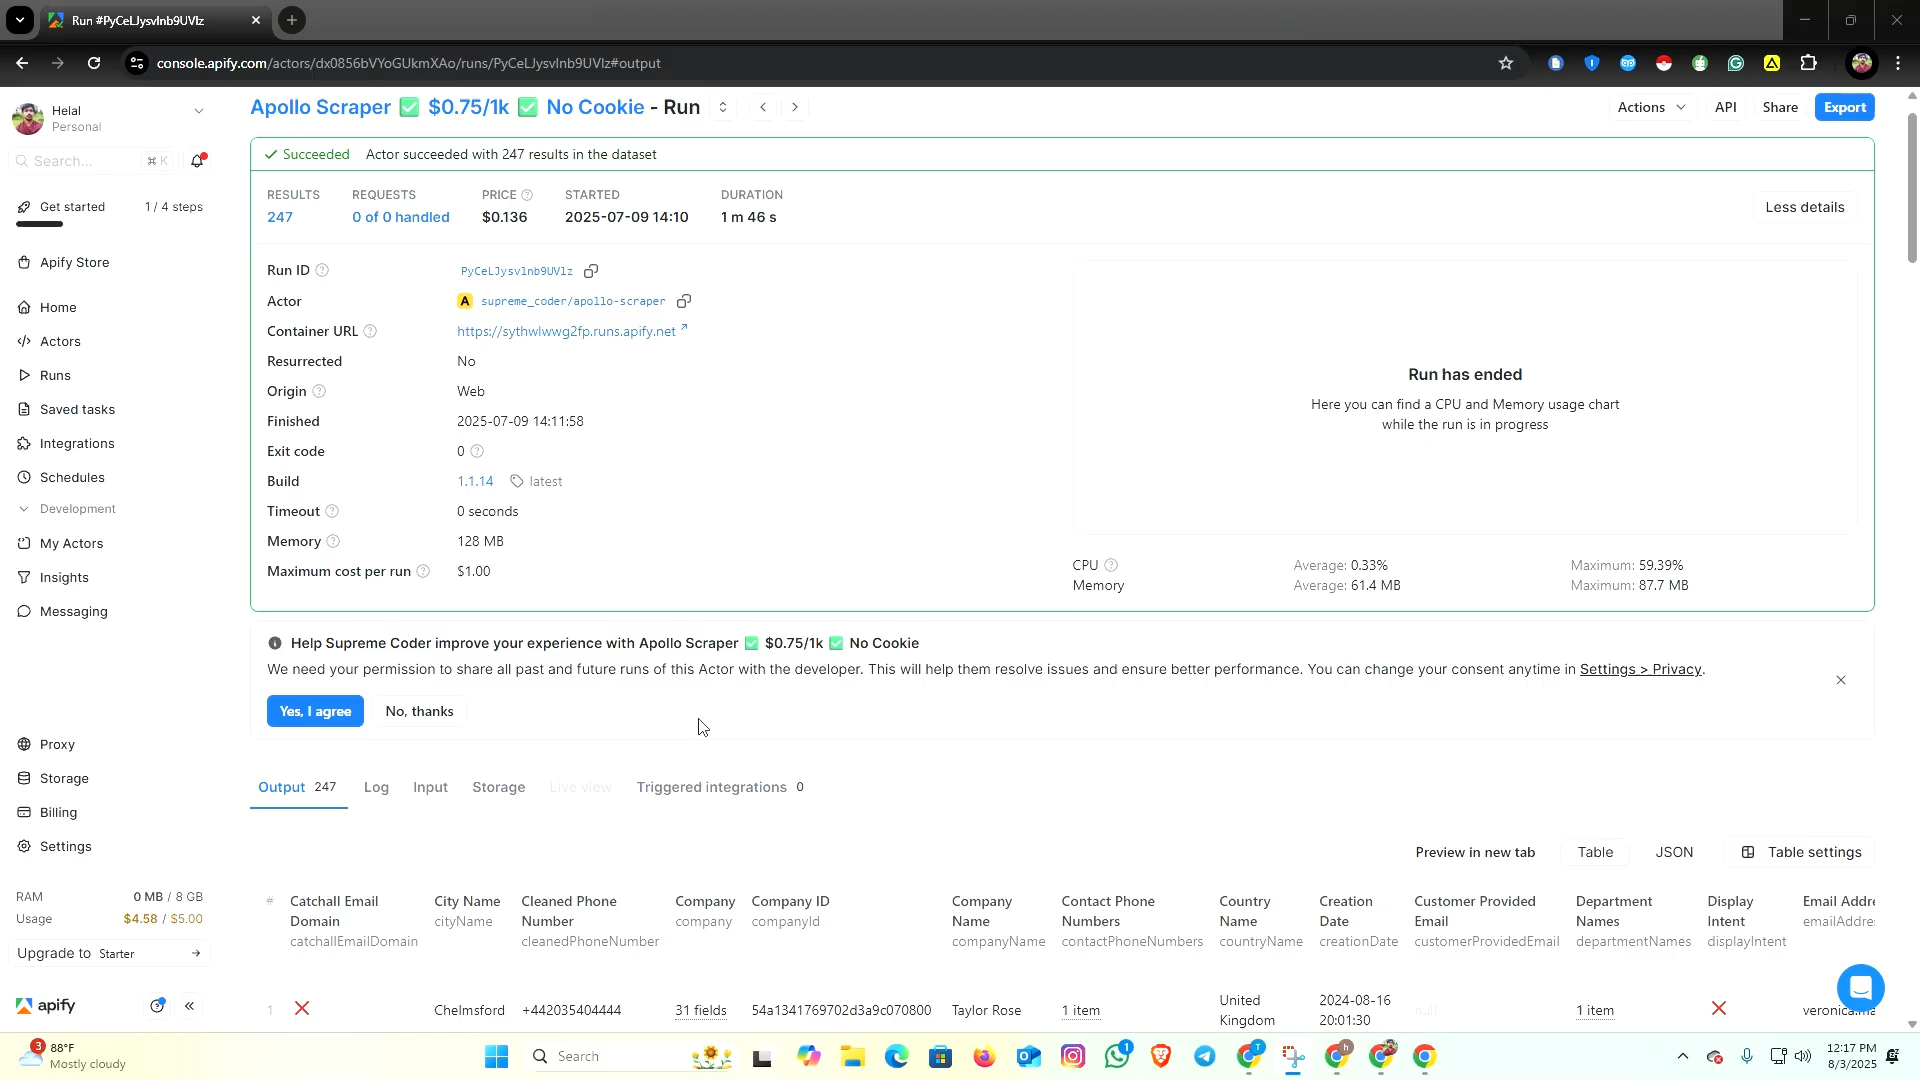 Run #PyCeLJysvlnb9UVlz
console.apify.com/actors/dx0856bVYoGUkmXAo/runs/PyCeLJysvlnb9UVlz#output
Helal
Personal
Search...
⌘ K
Get started
1 / 4 steps
Apify Store
Home
Actors
Runs
Saved tasks
Integrations
Schedules
Development
My Actors
Insights
Messaging
Proxy
Storage
Billing
Settings
RAM 0 MB / 8 GB
Usage $4.58 / $5.00
Upgrade to Starter
apify
Apollo Scraper ✅ $0.75/1k ✅ No Cookie - Run
Actions
API
Share
Export
Succeeded Actor succeeded with 247 results in the dataset
RESULTS REQUESTS PRICE STARTED DURATION
247 0 of 0 handled $0.136 2025-07-09 14:10 1 m 46 s
Less details
Run ID PyCeLJysvlnb9UVlz
Actor supreme_coder/apollo-scraper
Container URL https://sythwlwwg2fp.runs.apify.net
Resurrected No
Origin Web
Finished 2025-07-09 14:11:58
Exit code 0
Build 1.1.14 latest
Timeout 0 seconds
Memory 128 MB
Maximum cost per run $1.00
Run has ended
Here you can find a CPU and Memory usage chart
while the run is in progress
CPU Average: 0.33% Maximum: 59.39%
Memory Average: 61.4 MB Maximum: 87.7 MB
Help Supreme Coder improve your experience with Apollo Scraper ✅ $0.75/1k ✅ No Cookie
We need your permission to share all past and future runs of this Actor with the developer. This will help them resolve issues and ensure better performance. You can change your consent anytime in Settings > Privacy.
Yes, I agree
No, thanks
Output 247 Log Input Storage Live view Triggered integrations 0
Preview in new tab Table JSON Table settings
# Catchall Email Domain catchallEmailDomain
City Name cityName
Cleaned Phone Number cleanedPhoneNumber
Company company
Company ID companyId
Company Name companyName
Contact Phone Numbers contactPhoneNumbers
Country Name countryName
Creation Date creationDate
Customer Provided Email customerProvidedEmail
Department Names departmentNames
Display Intent displayIntent
Email Addre emailAddre
1 Chelmsford +442035404444 31 fields 54a1341769702d3a9c070800 Taylor Rose 1 item United Kingdom 2024-08-16 20:01:30 null 1 item veronica.ma
3
88°F
Mostly cloudy
Search
1
12:17 PM
8/3/2025